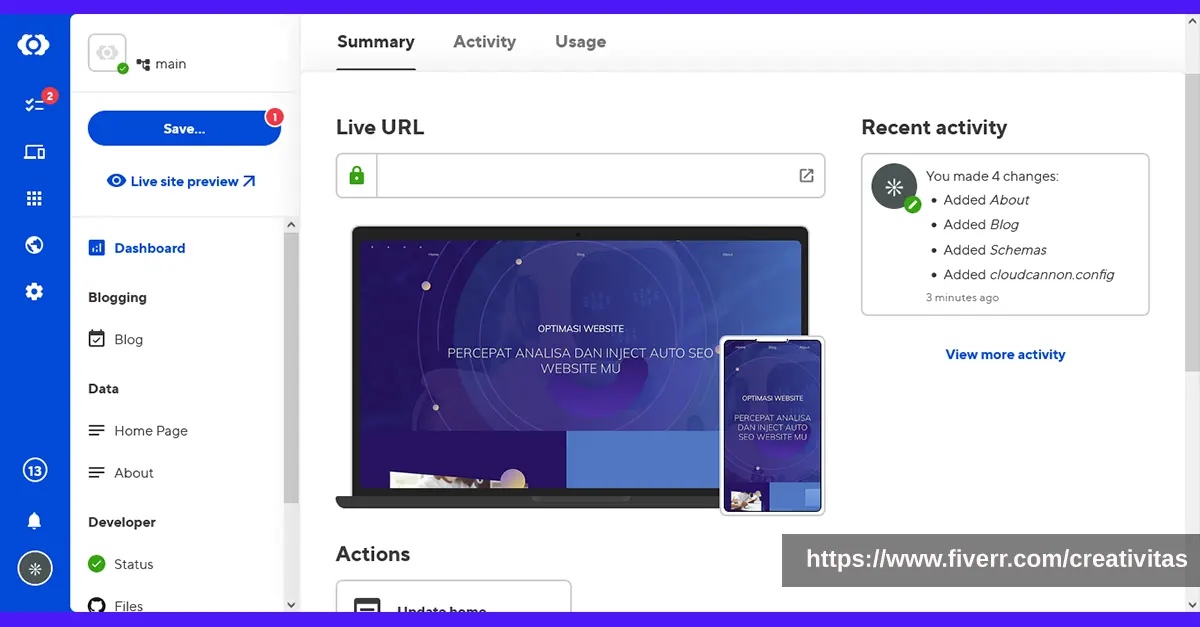 2
13
main
Save...
1
Live site preview
Dashboard
Blogging
Blog
Data
Home Page
About
Developer
Status
Files
Summary Activity Usage
Live URL
Home Blog About
OPTIMASI WEBSITE
PERCEPAT ANALISA DAN INJECT AUTO SEO
WEBSITE MU
Home Blog About
OPTIMASI WEBSITE
PERCEPAT ANALISA
DAN INJECT AUTO
SEO WEBSITE MU
Actions
Update home
Recent activity
You made 4 changes:
• Added About
• Added Blog
• Added Schemas
• Added cloudcannon.config
3 minutes ago
View more activity
https://www.fiverr.com/creativitas